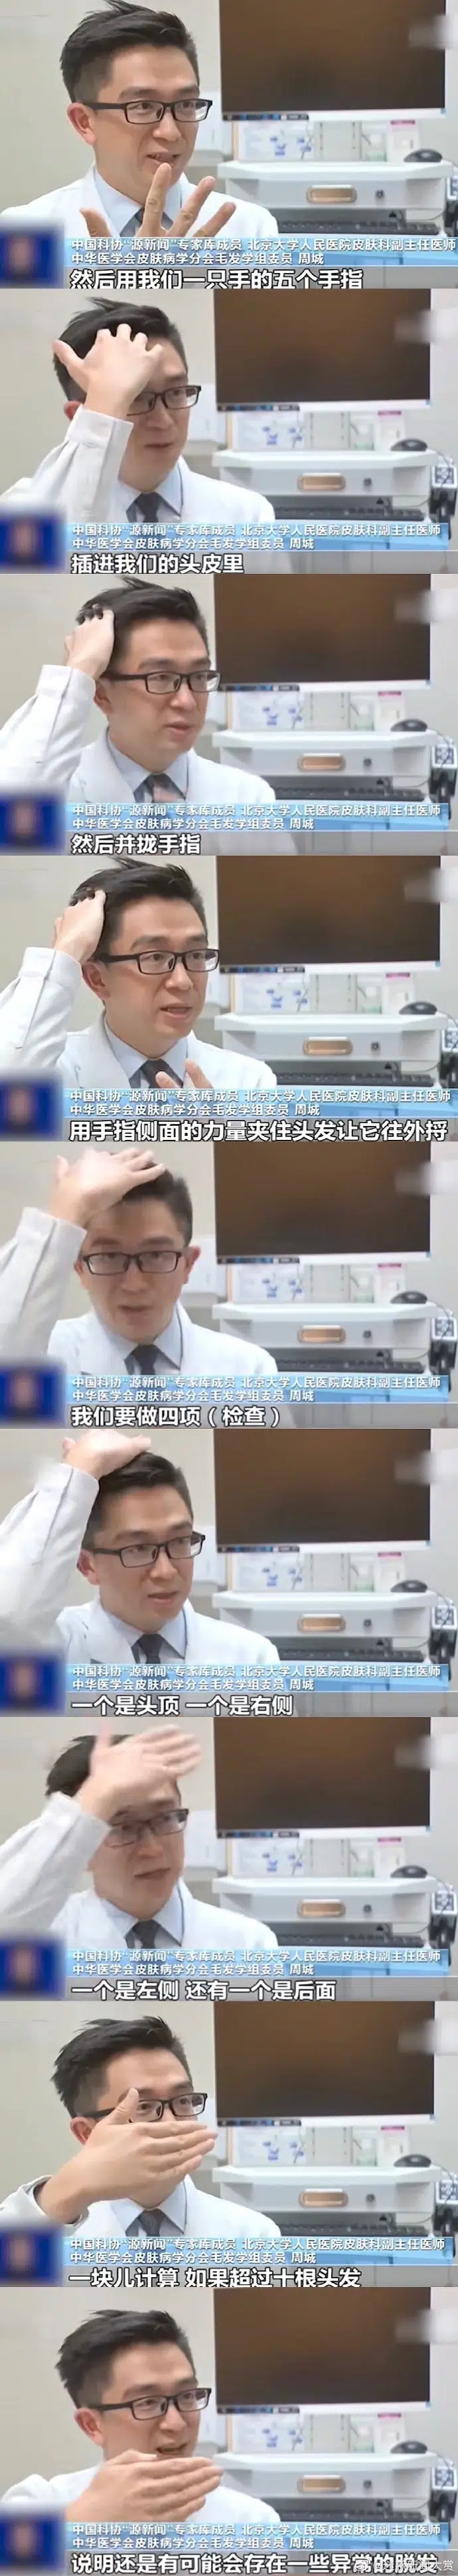 中国科协“源新闻”专家库成员 北京大学人民医院皮肤科副主任医师
中华医学会皮肤病学分会毛发学组委员 周城
然后用我们一只手的五个手指
中国科协“源新闻”专家库成员 北京大学人民医院皮肤科副主任医师
中华医学会皮肤病学分会毛发学组委员 周城
插进我们的头皮里
中国科协“源新闻”专家库成员 北京大学人民医院皮肤科副主任医师
中华医学会皮肤病学分会毛发学组委员 周城
然后并拢手指
中国科协“源新闻”专家库成员 北京大学人民医院皮肤科副主任医师
中华医学会皮肤病学分会毛发学组委员 周城
用手指侧面的力量夹住头发让它往外捋
中国科协“源新闻”专家库成员 北京大学人民医院皮肤科副主任医师
中华医学会皮肤病学分会毛发学组委员 周城
我们要做四项（检查）
中国科协“源新闻”专家库成员 北京大学人民医院皮肤科副主任医师
中华医学会皮肤病学分会毛发学组委员 周城
一个是头顶 一个是右侧
中国科协“源新闻”专家库成员 北京大学人民医院皮肤科副主任医师
中华医学会皮肤病学分会毛发学组委员 周城
一个是左侧 还有一个是后面
中国科协“源新闻”专家库成员 北京大学人民医院皮肤科副主任医师
中华医学会皮肤病学分会毛发学组委员 周城
一块儿计算 如果超过十根头发
中国科协“源新闻”专家库成员 北京大学人民医院皮肤科副主任医师
中华医学会皮肤病学分会毛发学组委员 周城
说明还是有可能会存在一些异常的脱发